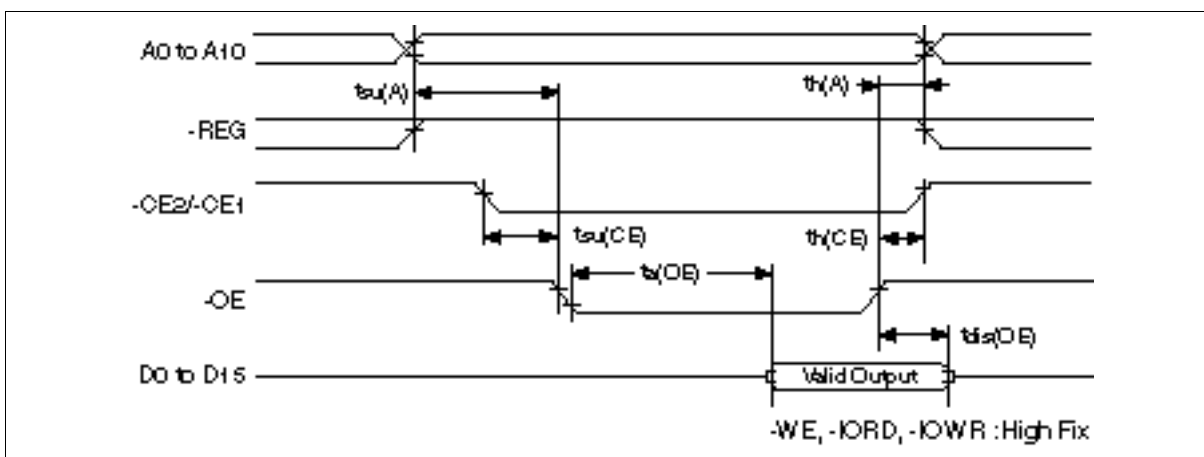 A0 to A10
tsu(A)
th(A)
-REG
-CE2/-CE1
tsu(CE)
th(CE)
ta(OE)
-OE
tdis(OE)
D0 to D15
Valid Output
-WE, -IORD, -IOWR :High Fix